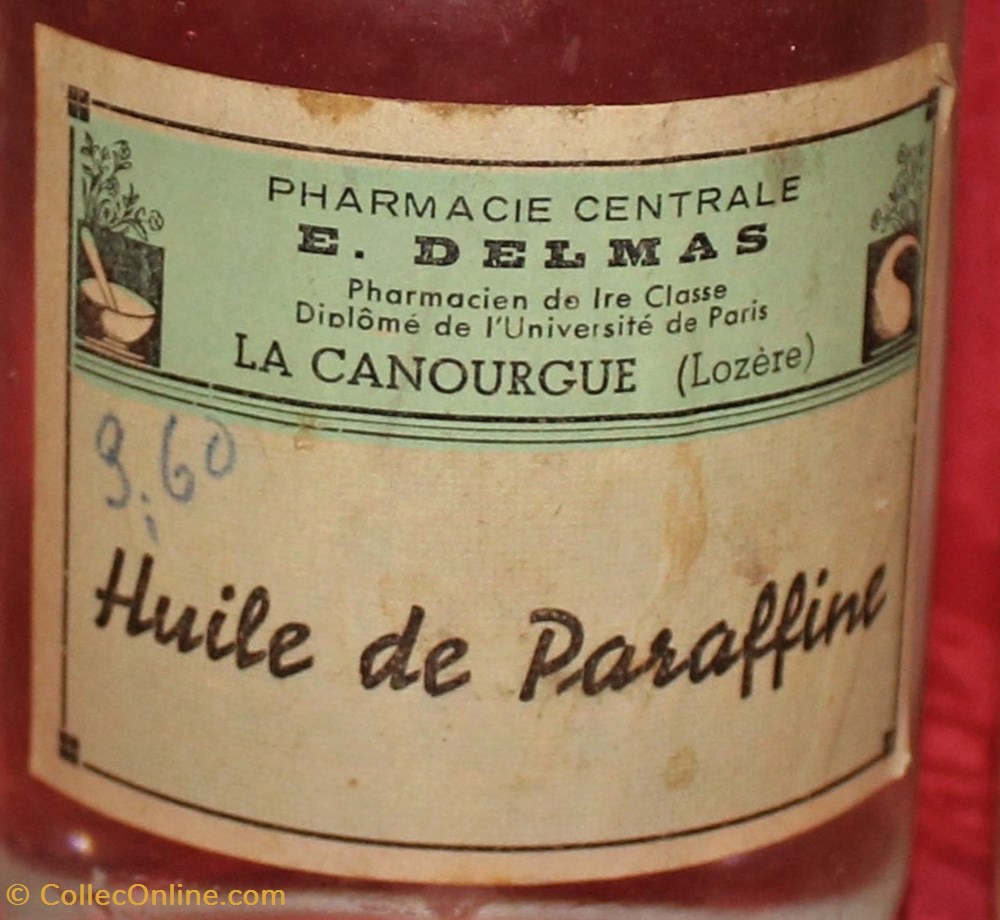 PHARMACIE CENTRALE
E. DELMAS
Pharmacien de Ire Classe
Diplômé de l'Université de Paris
LA CANOURGUE (Lozère)
9,60
Huile de Paraffine
© CollecOnline.com